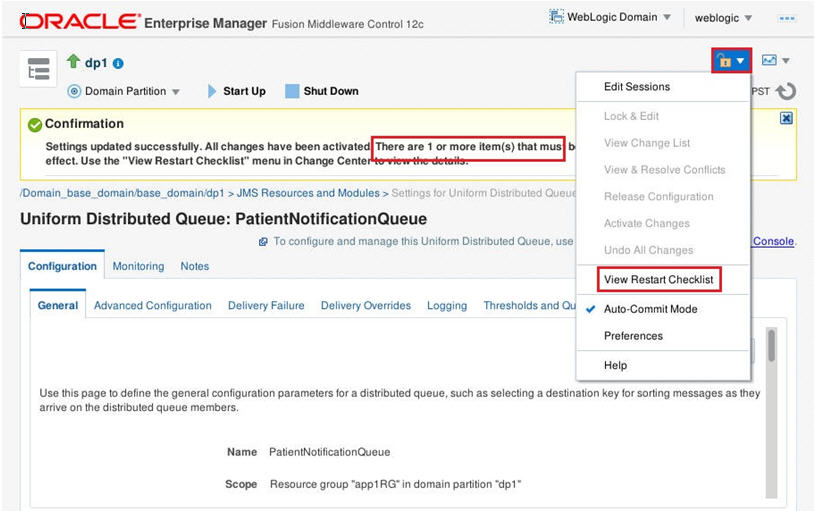 ORACLE® Enterprise Manager Fusion Middleware Control 12c
WebLogic Domain
weblogic
dp1
Domain Partition
Start Up
Shut Down
PST
Confirmation
Settings updated successfully. All changes have been activated. There are 1 or more item(s) that must b
effect. Use the "View Restart Checklist" menu in Change Center to view the details.
/Domain_base_domain/base_domain/dp1 > JMS Resources and Modules > Settings for Uniform Distributed Queue
Uniform Distributed Queue: PatientNotificationQueue
To configure and manage this Uniform Distributed Queue, use
Console.
Configuration
Monitoring
Notes
General
Advanced Configuration
Delivery Failure
Delivery Overrides
Logging
Thresholds and Qu
Use this page to define the general configuration parameters for a distributed queue, such as selecting a destination key for sorting messages as they
arrive on the distributed queue members.
Name PatientNotificationQueue
Scope Resource group "app1RG" in domain partition "dp1"
Edit Sessions
Lock & Edit
View Change List
View & Resolve Conflicts
Release Configuration
Activate Changes
Undo All Changes
View Restart Checklist
Auto-Commit Mode
Preferences
Help